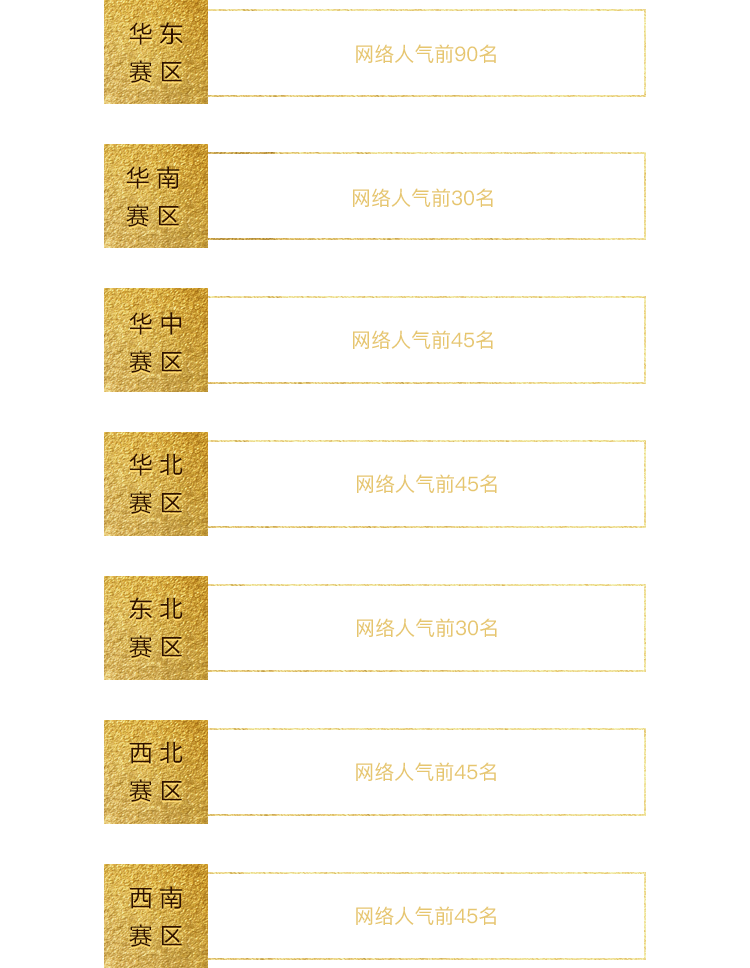 华东
赛区
网络人气前90名
华南
赛区
网络人气前30名
华中
赛区
网络人气前45名
华北
赛区
网络人气前45名
东北
赛区
网络人气前30名
西北
赛区
网络人气前45名
西南
赛区
网络人气前45名